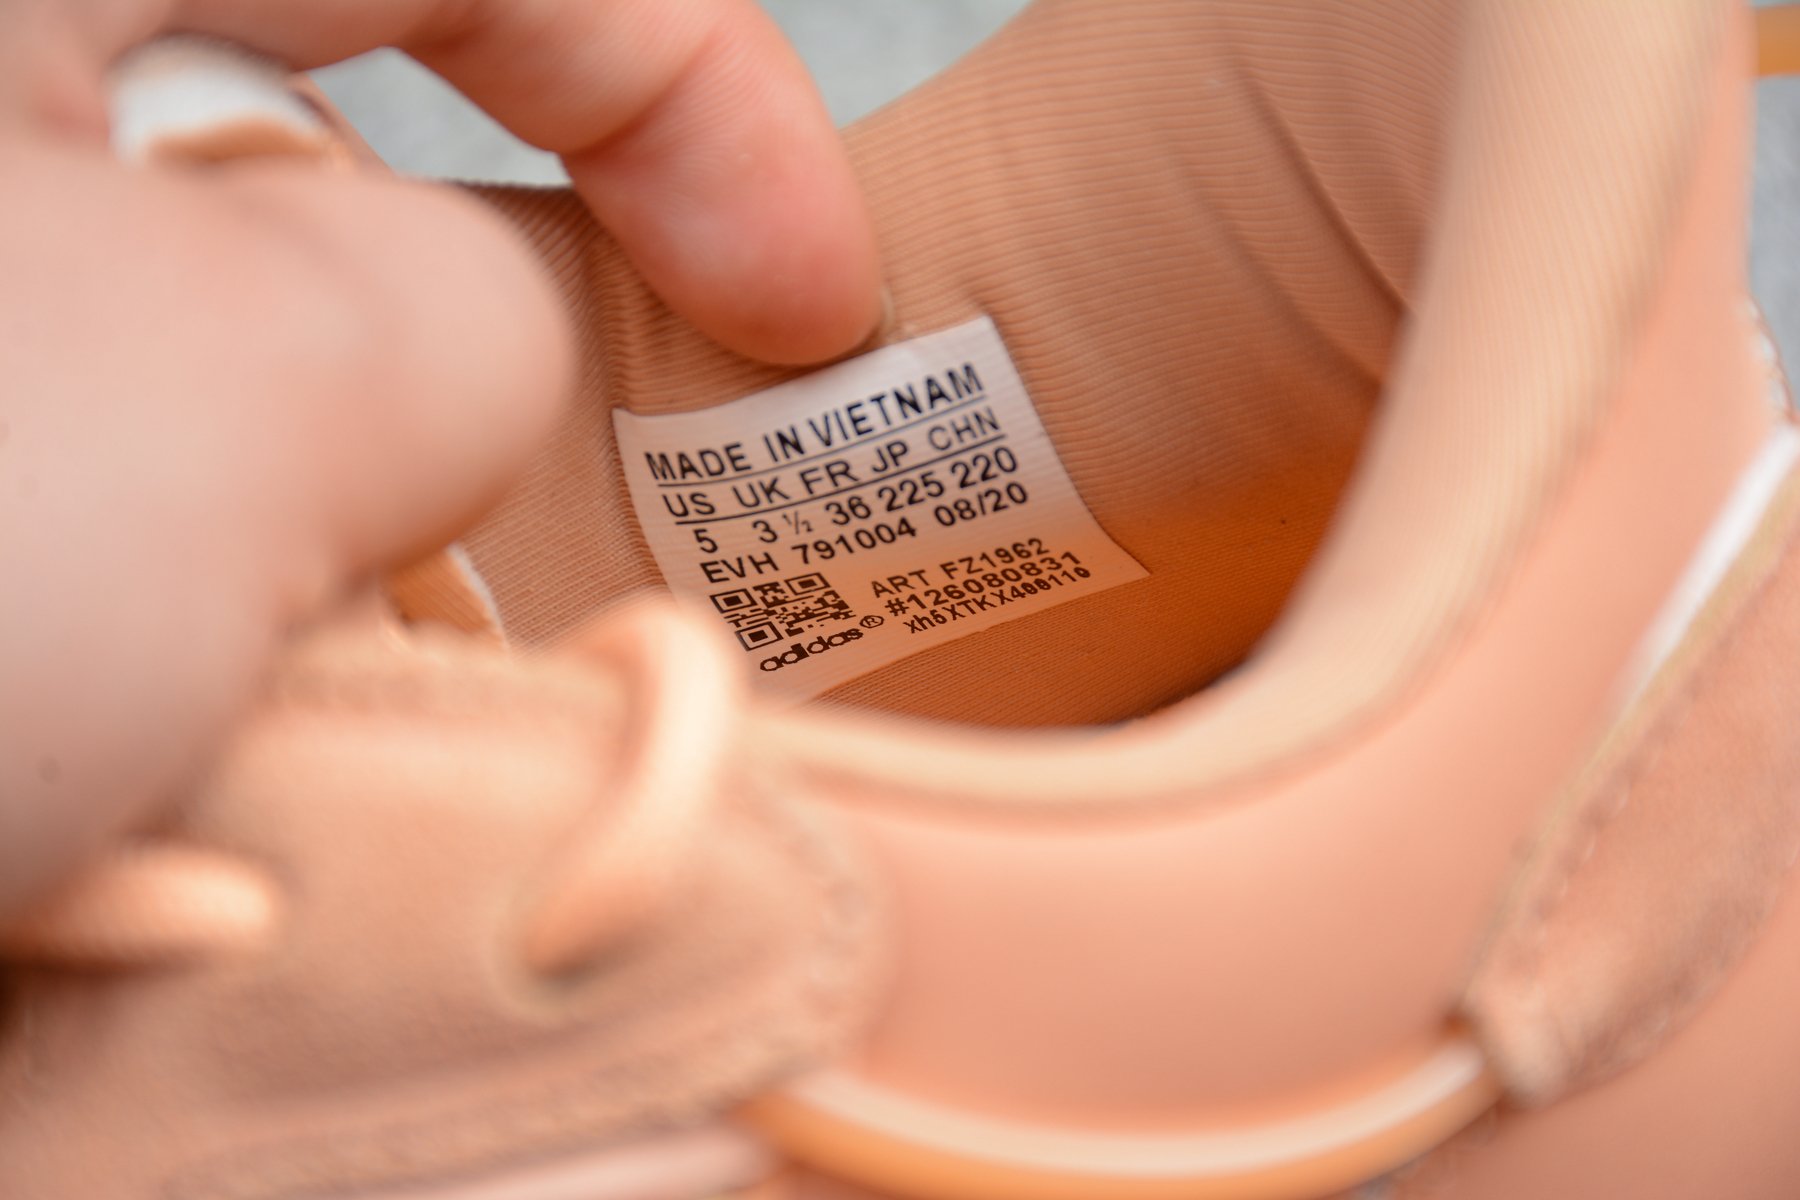 MADE IN VIETNAM
US UK FR JP CHN
5 3 ½ 36 225 220
EVH 791004 08/20
ART FZ1962
#126080831
xh5XTKX400110
adidas®